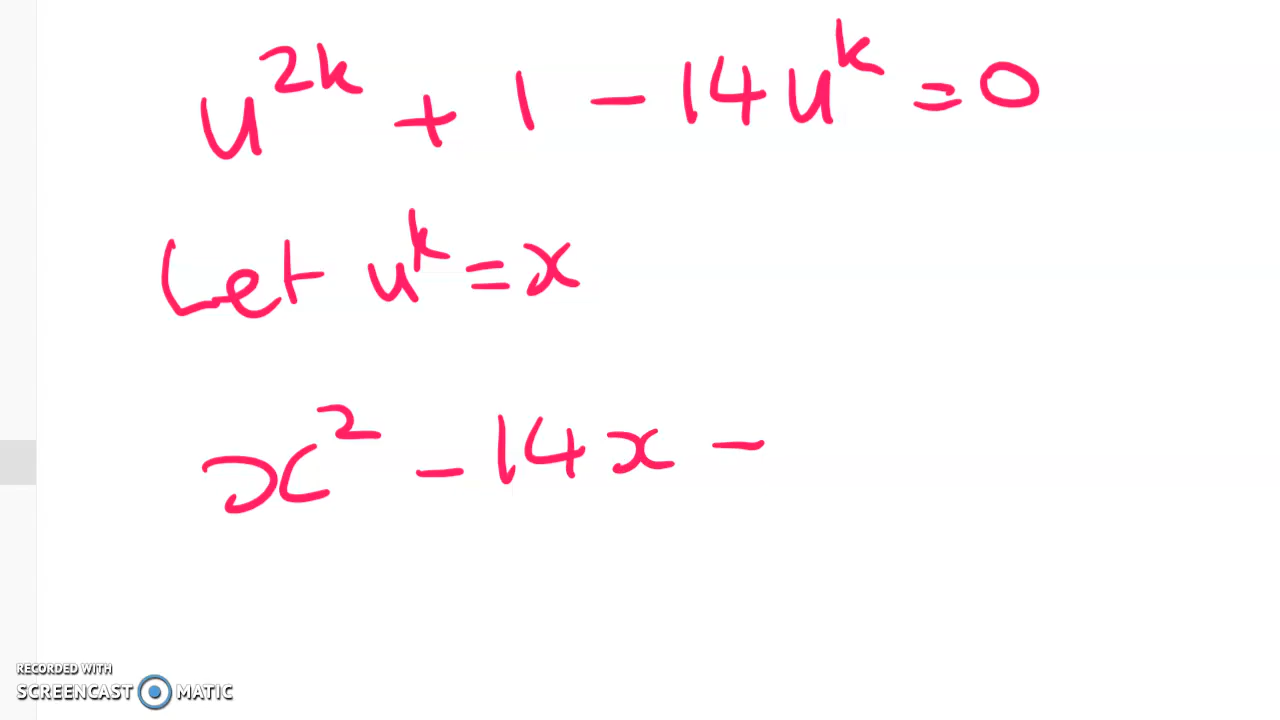 u^{2k} + 1 - 14u^k = 0
Let u^k = x
x^2 - 14x -
RECORDED WITH
SCREENCAST MATIC